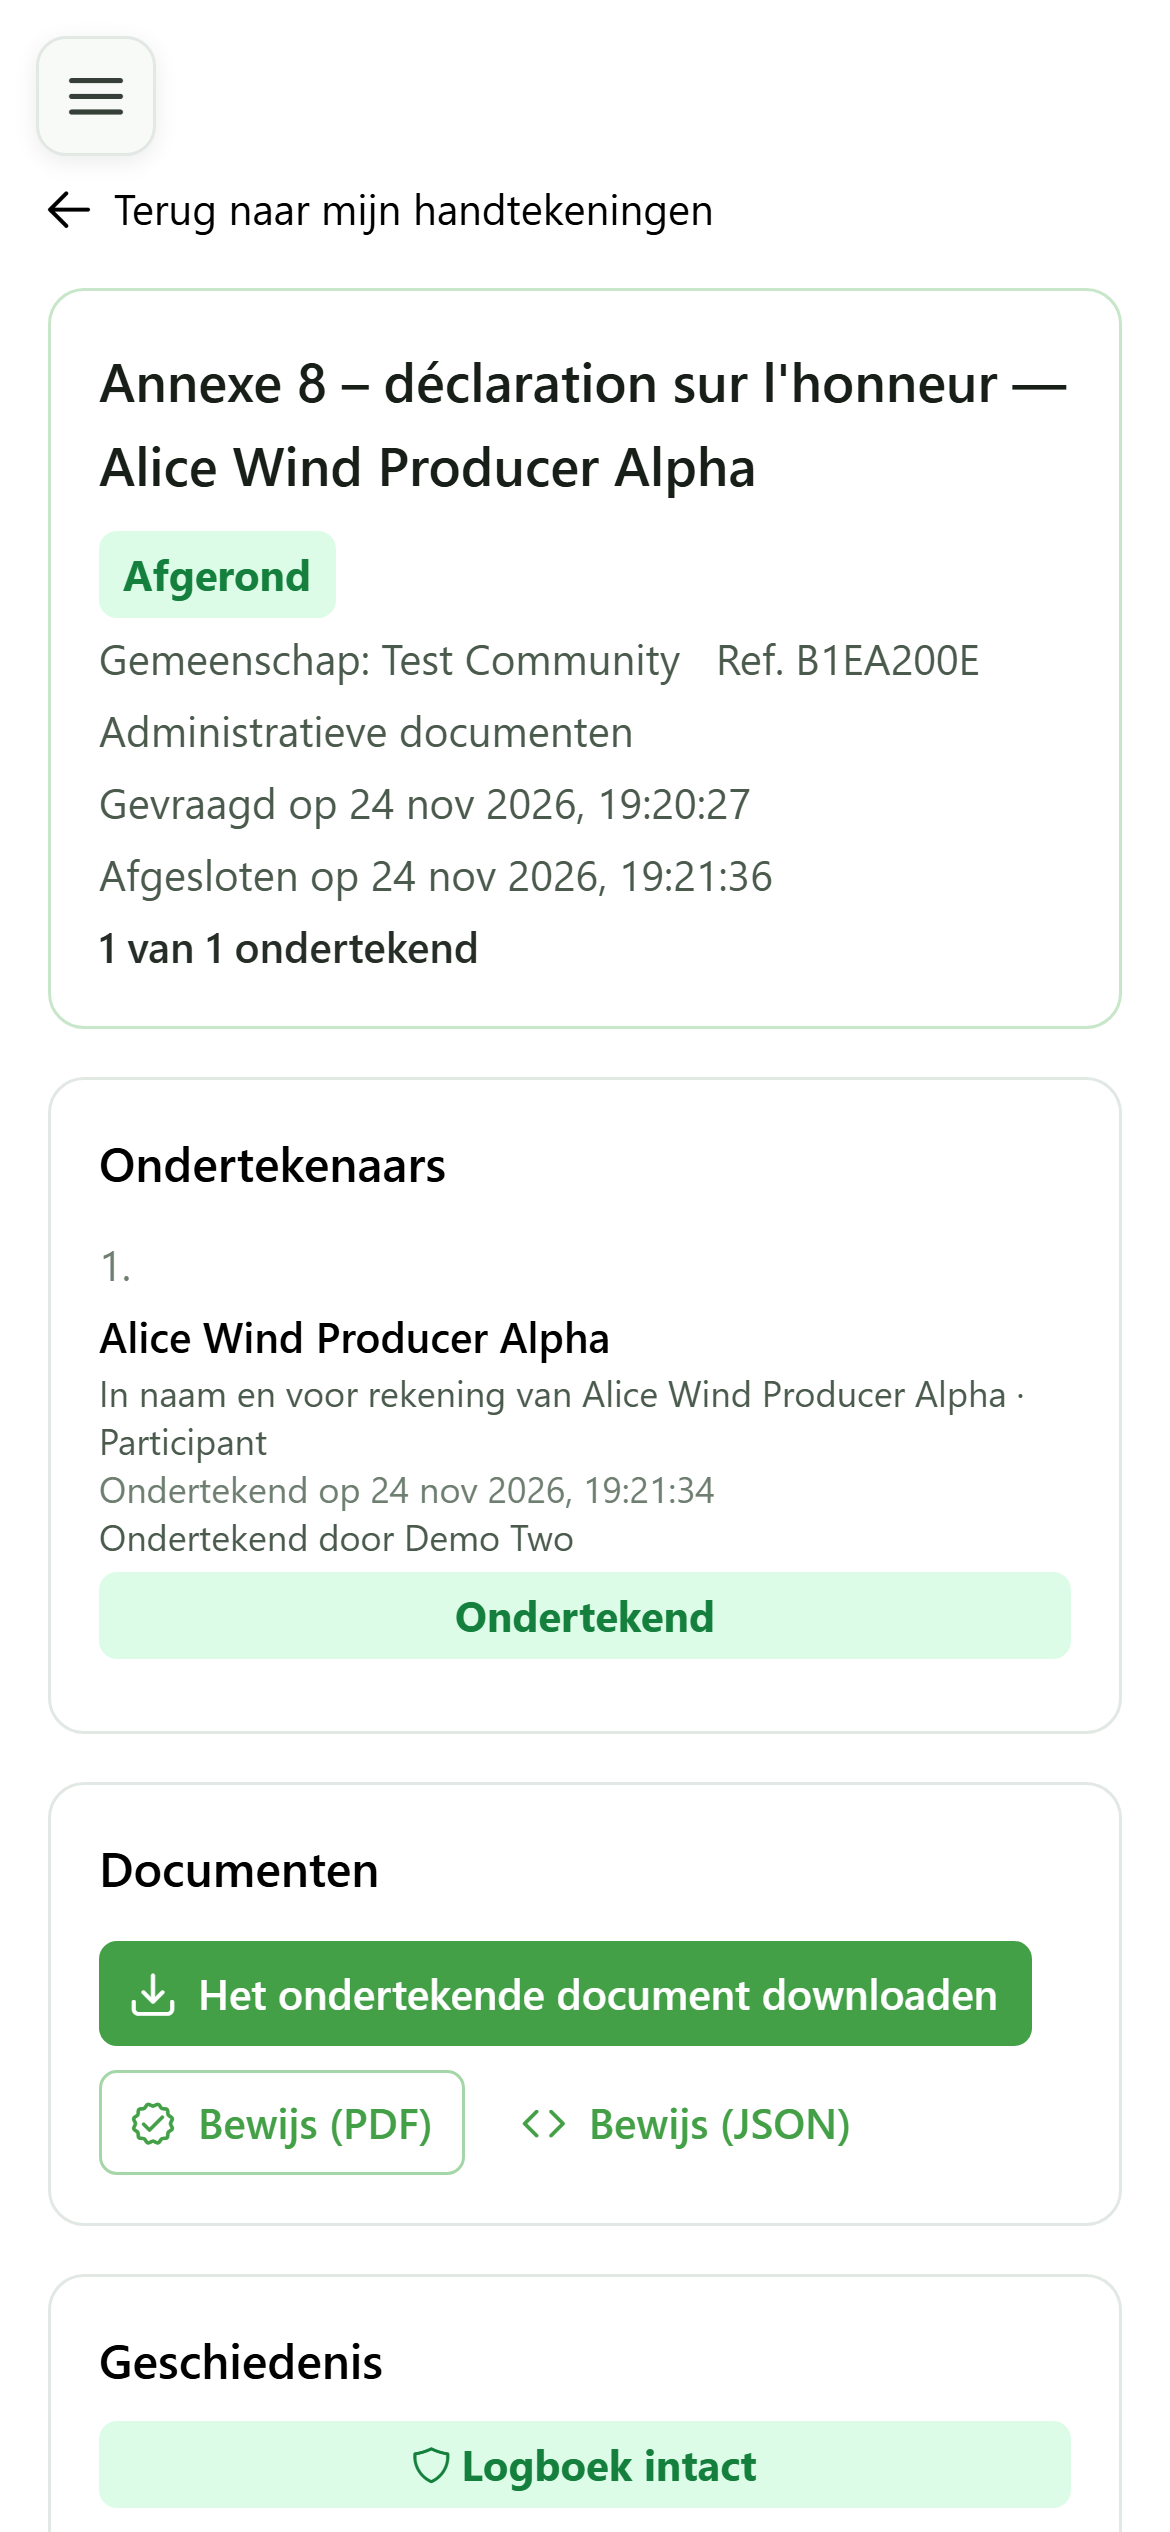 Terug naar mijn handtekeningen
Annexe 8 – déclaration sur l'honneur —
Alice Wind Producer Alpha
Afgerond
Gemeenschap: Test Community Ref. B1EA200E
Administratieve documenten
Gevraagd op 24 nov 2026, 19:20:27
Afgesloten op 24 nov 2026, 19:21:36
1 van 1 ondertekend
Ondertekenaars
1.
Alice Wind Producer Alpha
In naam en voor rekening van Alice Wind Producer Alpha ·
Participant
Ondertekend op 24 nov 2026, 19:21:34
Ondertekend door Demo Two
Ondertekend
Documenten
Het ondertekende document downloaden
Bewijs (PDF) Bewijs (JSON)
Geschiedenis
Logboek intact